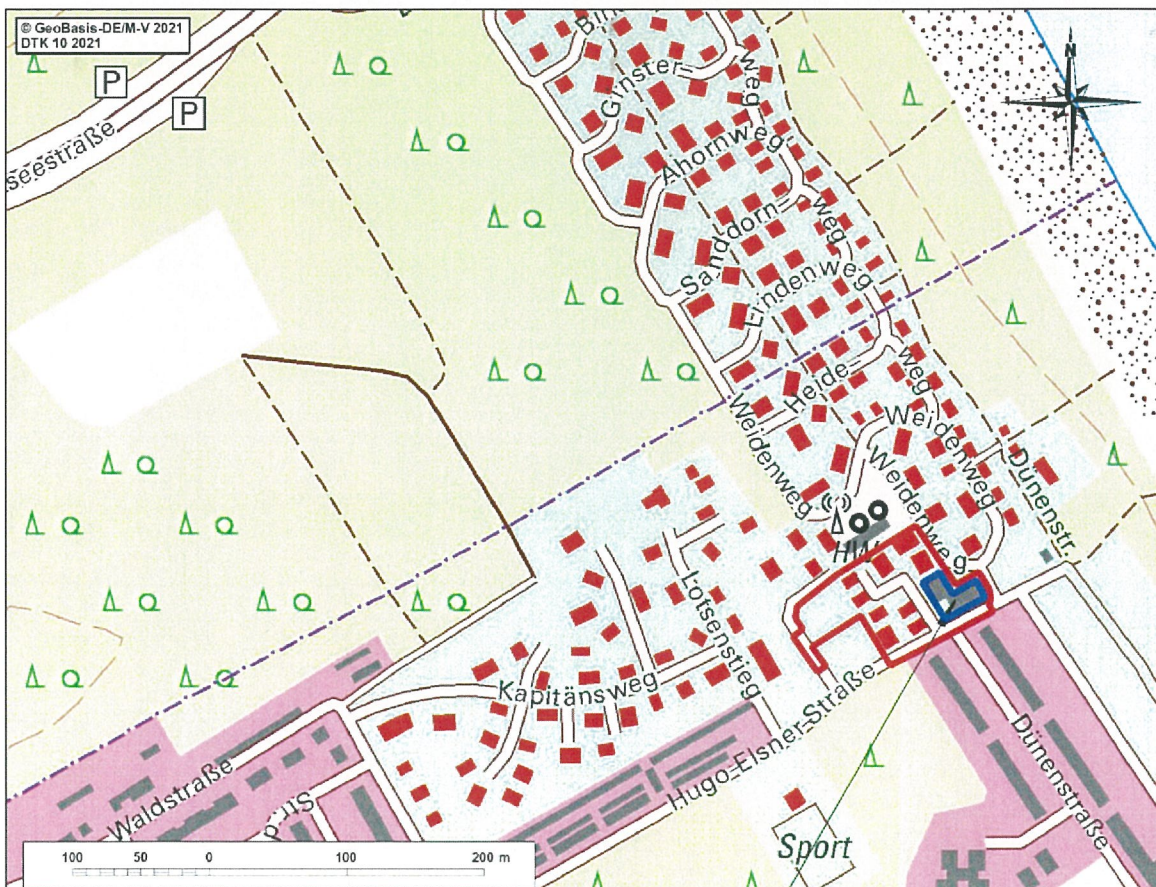 © GeoBasis-DE/M-V 2021
DTK 10 2021
N
P
P
seestraße
Ginster-
weg
Ahornweg
Sanddorn-
weg
Lindenweg
Heide-
weg
Weidenweg
Weidenweg
Weidenweg
Dünenstr.
Lotsenstieg
Kapitänsweg
Hugo-Elsner-Straße
Waldstraße
Dünenstraße
Sport
100 50 0 100 200 m